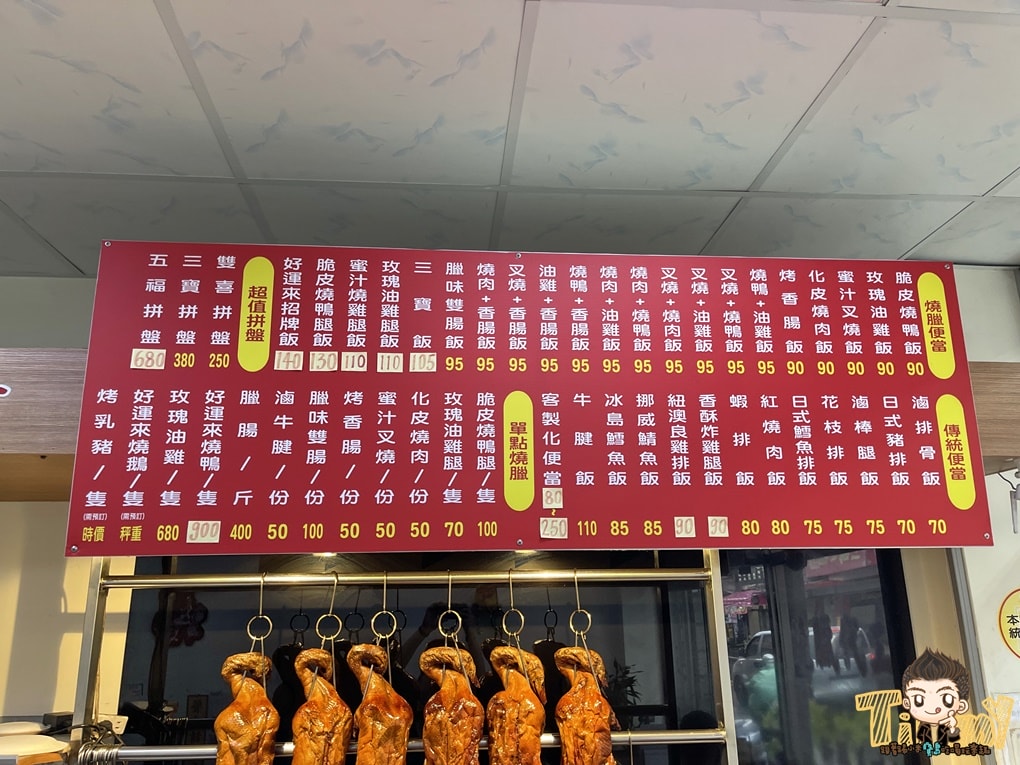 燒臘便當
脆皮燒鴨飯 90
玫瑰油雞飯 90
蜜汁叉燒飯 90
化皮燒肉飯 90
烤香腸飯 90
燒鴨+油雞飯 95
叉燒+燒鴨飯 95
叉燒+油雞飯 95
叉燒+燒肉飯 95
燒肉+燒鴨飯 95
燒肉+油雞飯 95
燒鴨+香腸飯 95
油雞+香腸飯 95
叉燒+香腸飯 95
燒肉+香腸飯 95
臘味雙腸飯 95
三寶飯 105
玫瑰油雞腿飯 110
蜜汁燒雞腿飯 110
脆皮燒鴨腿飯 130
好運來招牌飯 140
超值拼盤
雙喜拼盤 250
三寶拼盤 380
五福拼盤 680
傳統便當
滷排骨飯 70
日式豬排飯 70
滷棒腿飯 75
花枝排飯 75
日式鱈魚排飯 75
紅燒肉飯 80
蝦排飯 80
香酥炸雞腿飯 90
紐澳良雞排飯 90
挪威鯖魚飯 85
冰島鱈魚飯 85
牛腱飯 110
客製化便當 80
250
單點燒臘
脆皮燒鴨腿/隻 100
玫瑰油雞腿/隻 70
化皮燒肉/份 50
蜜汁叉燒/份 50
烤香腸/份 50
臘味雙腸/份 100
滷牛腱/份 50
臘腸/斤 400
好運來燒鴨/隻 900
玫瑰油雞/隻 680
好運來燒鵝/隻 (需預訂) 秤重
烤乳豬/隻 (需預訂) 時價
本
統